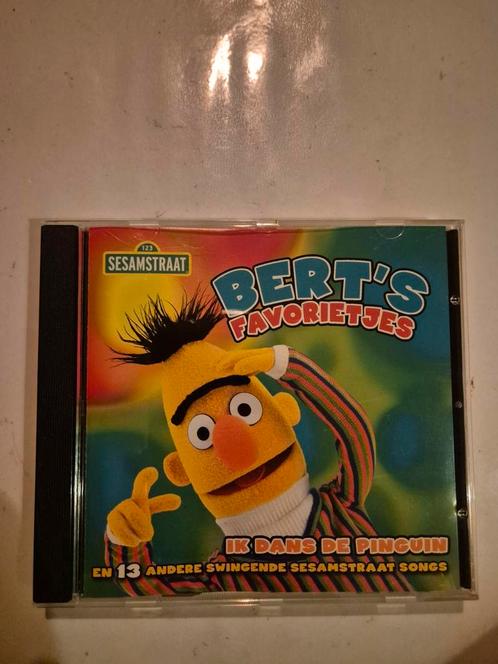 123
SESAMSTRAAT
BERT'S
FAVORIETJES
IK DANS DE PINGUIN
EN 13 ANDERE SWINGENDE SESAMSTRAAT SONGS